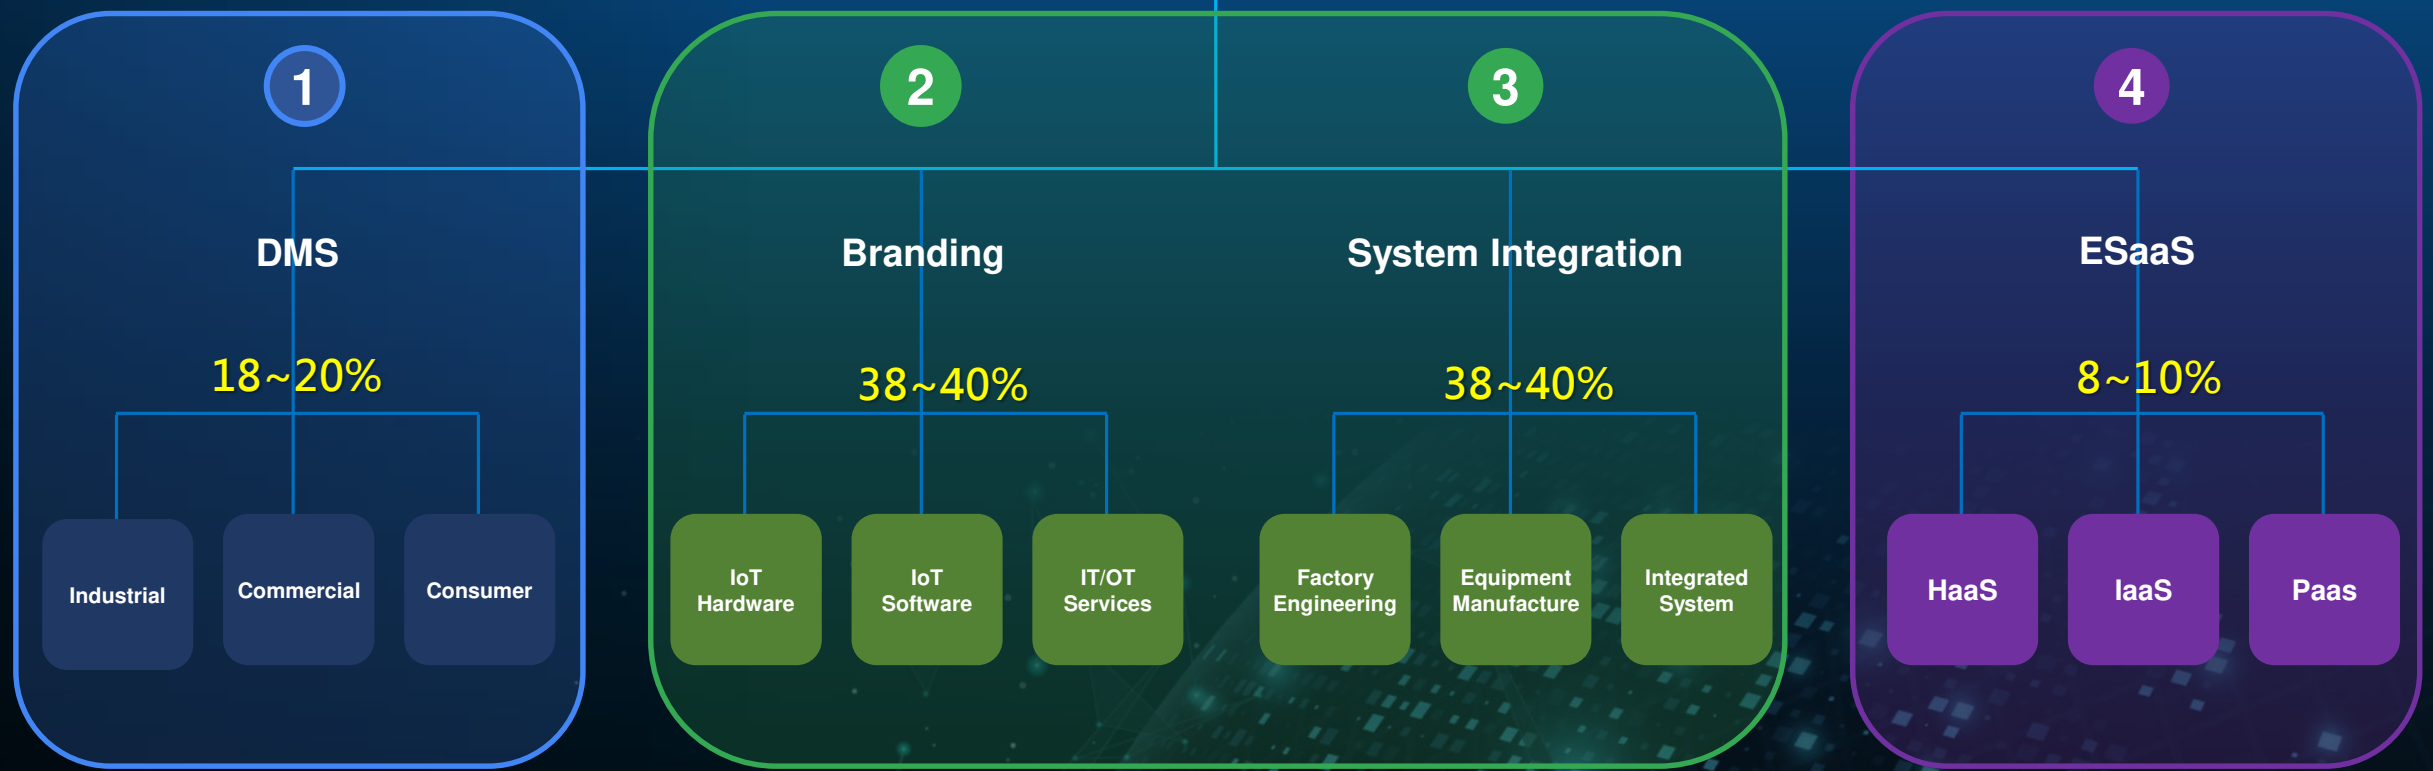 1
2
3
4
DMS
Branding
System Integration
ESaaS
18~20%
38~40%
38~40%
8~10%
Industrial
Commercial
Consumer
IoT
Hardware
IoT
Software
IT/OT
Services
Factory
Engineering
Equipment
Manufacture
Integrated
System
HaaS
IaaS
Paas